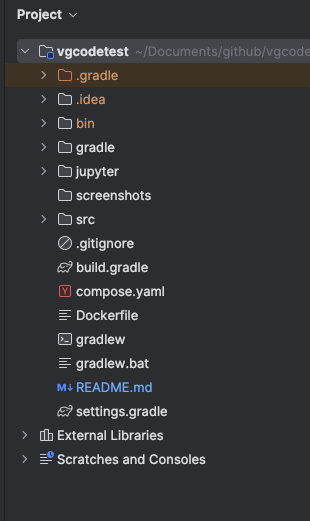 Project
vgcodetest ~/Documents/github/vgcode
.gradle
.idea
bin
gradle
jupyter
screenshots
src
.gitignore
build.gradle
Y compose.yaml
Dockerfile
gradlew
gradlew.bat
M↓ README.md
settings.gradle
External Libraries
Scratches and Consoles